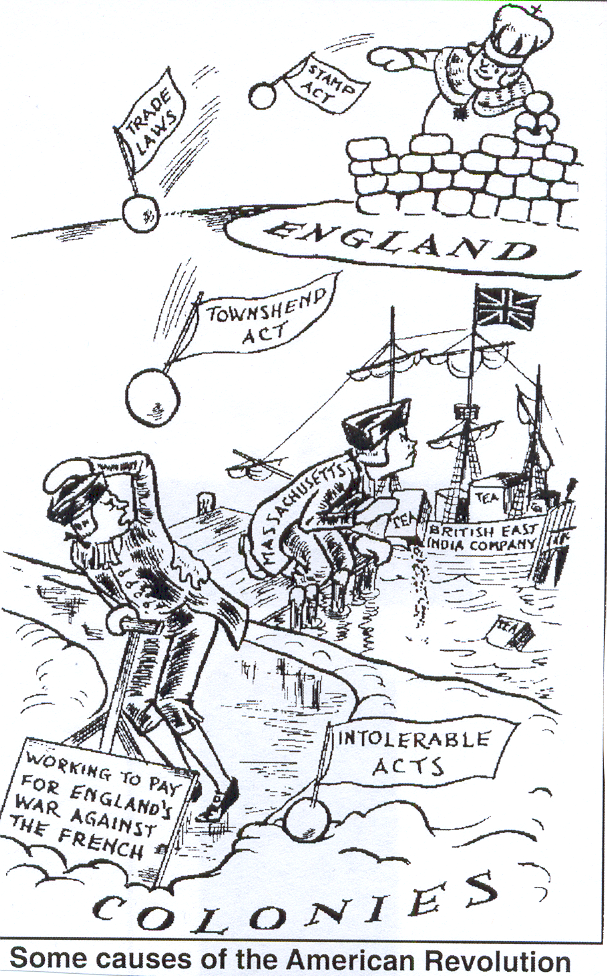 STAMP
ACT
TRADE
LAWS
ENGLAND
TOWNSHEND
ACT
MASSACHUSETTS
TEA
TEA
BRITISH EAST
INDIA COMPANY
TEA
INTOLERABLE
ACTS
WORKING TO PAY
FOR ENGLAND'S
WAR AGAINST
THE FRENCH
COLONIES
Some causes of the American Revolution